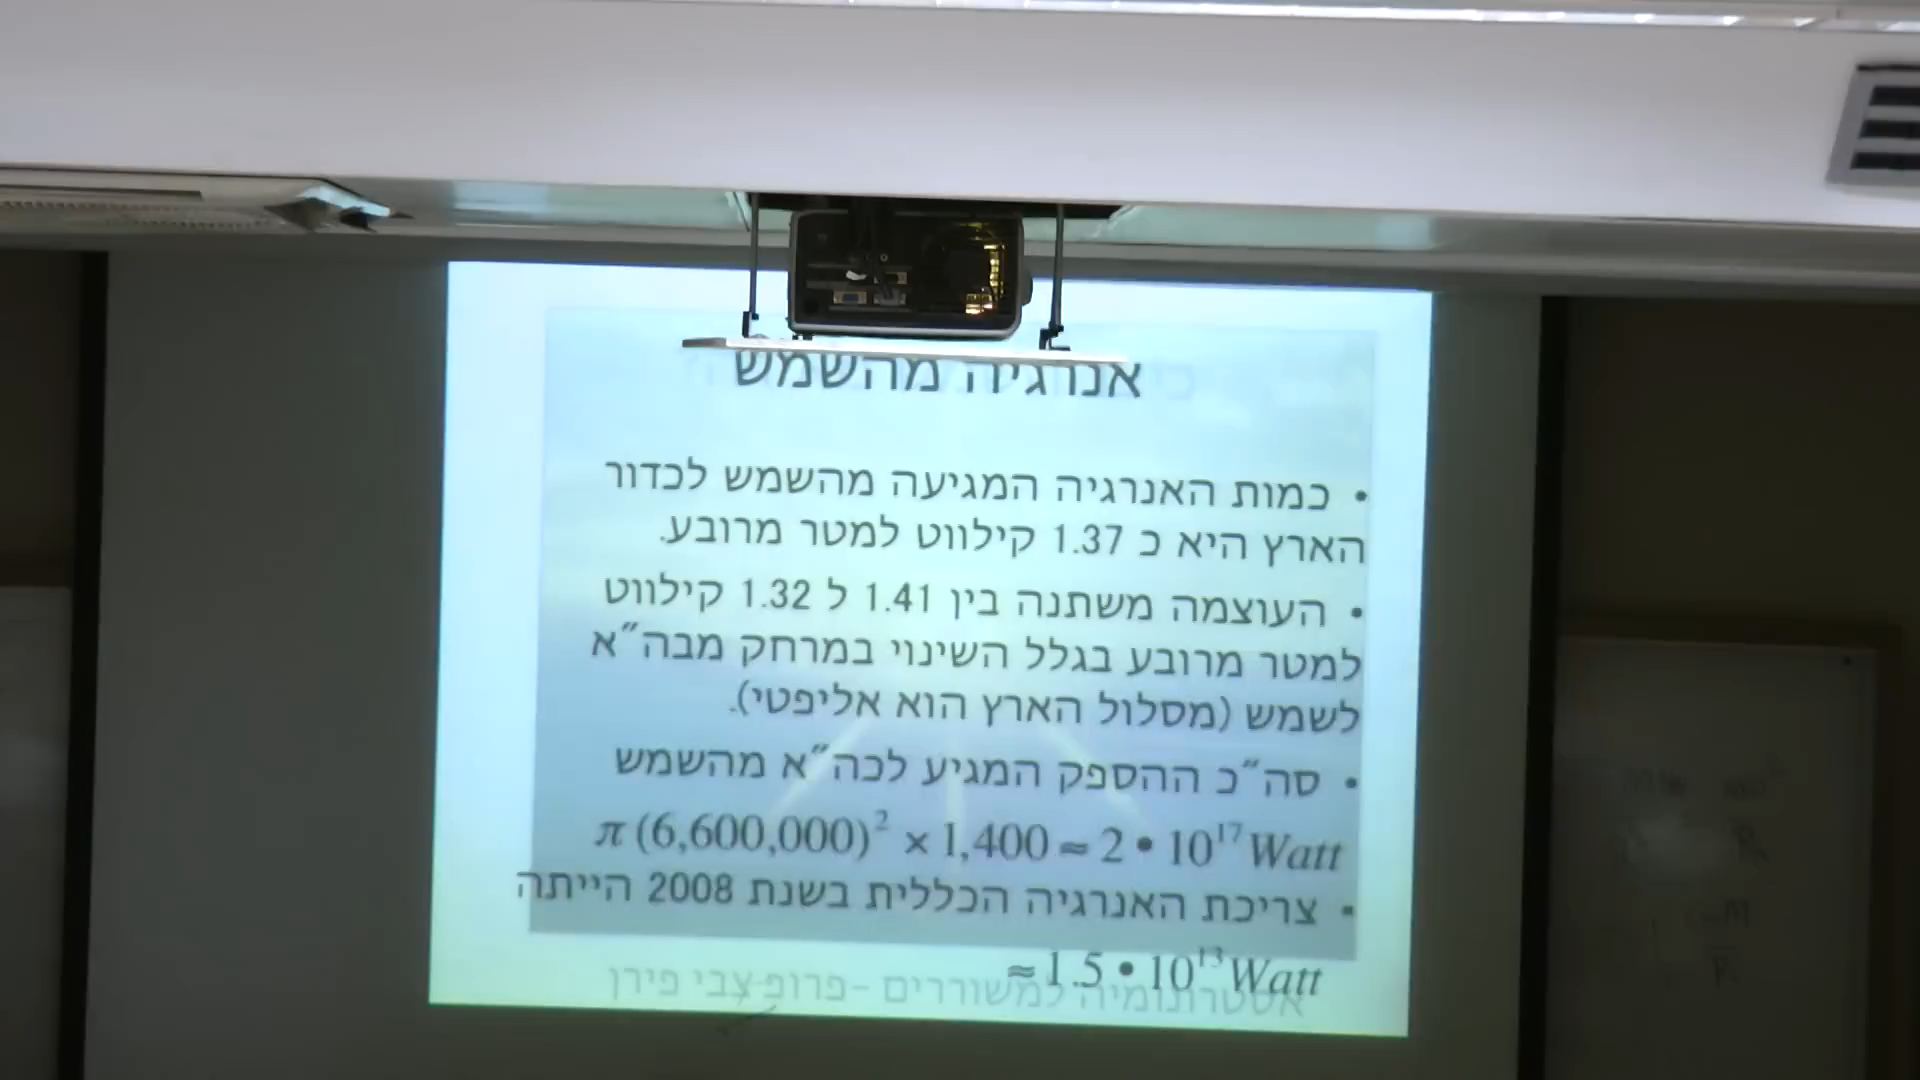 אנרגיה מהשמש
• כמות האנרגיה המגיעה מהשמש לכדור
הארץ היא כ 1.37 קילווט למטר מרובע.
• העוצמה משתנה בין 1.41 ל 1.32 קילווט
למטר מרובע בגלל השינוי במרחק מבה״א
לשמש (מסלול הארץ הוא אליפטי).
• סה״כ ההספק המגיע לכה״א מהשמש
π (6,600,000)² × 1,400 ≈ 2 • 10¹⁷ Watt
• צריכת האנרגיה הכללית בשנת 2008 הייתה
≈ 1.5 • 10¹³ Watt
אסטרונומיה למשוררים - פרופ צבי פירן